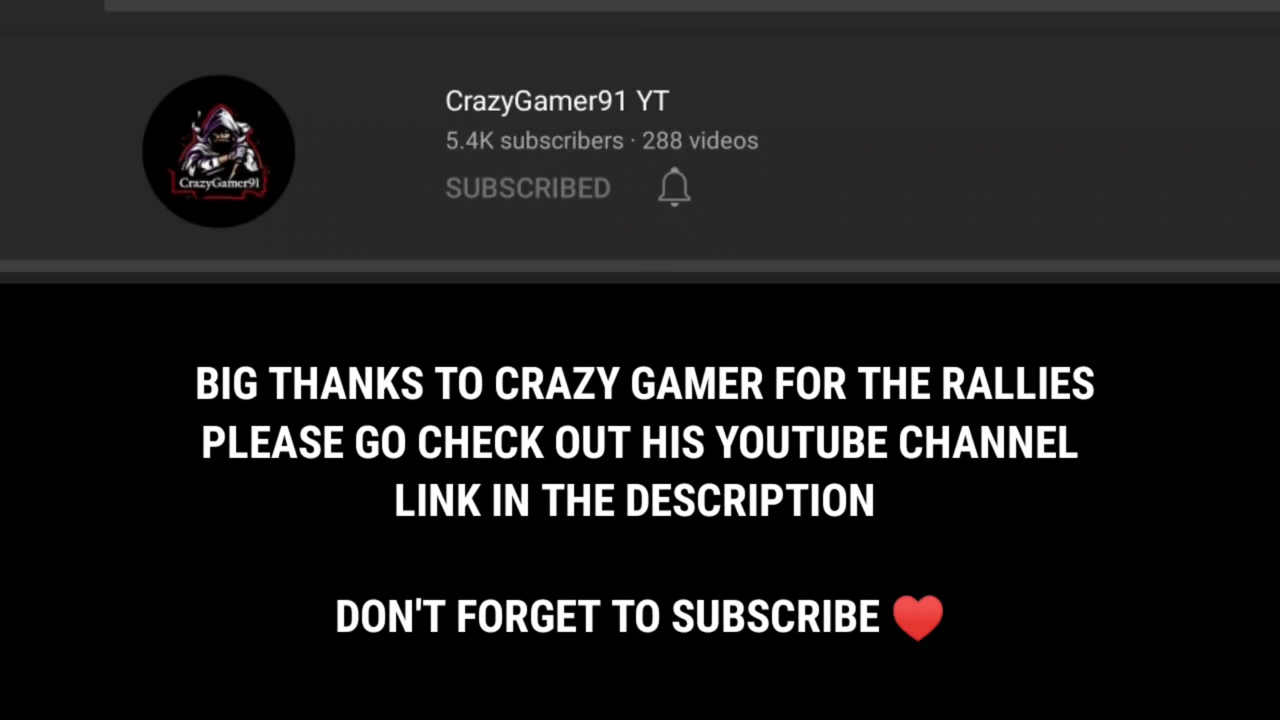 CrazyGamer91
CrazyGamer91 YT
5.4K subscribers · 288 videos
SUBSCRIBED
BIG THANKS TO CRAZY GAMER FOR THE RALLIES
PLEASE GO CHECK OUT HIS YOUTUBE CHANNEL
LINK IN THE DESCRIPTION
DON'T FORGET TO SUBSCRIBE ❤️